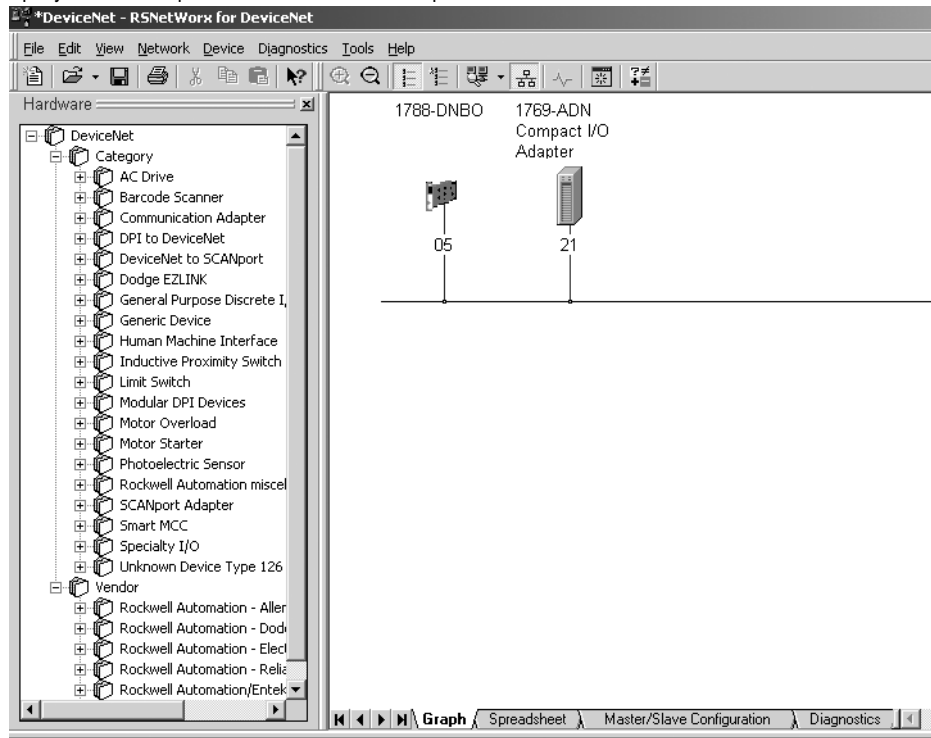 *DeviceNet - RSNetWorx for DeviceNet
File Edit View Network Device Diagnostics Tools Help
Hardware
DeviceNet
Category
AC Drive
Barcode Scanner
Communication Adapter
DPI to DeviceNet
DeviceNet to SCANport
Dodge EZLINK
General Purpose Discrete I,
Generic Device
Human Machine Interface
Inductive Proximity Switch
Limit Switch
Modular DPI Devices
Motor Overload
Motor Starter
Photoelectric Sensor
Rockwell Automation miscel
SCANport Adapter
Smart MCC
Specialty I/O
Unknown Device Type 126
Vendor
Rockwell Automation - Aller
Rockwell Automation - Dod
Rockwell Automation - Elect
Rockwell Automation - Relia
Rockwell Automation/Entek
1788-DNBO
1769-ADN
Compact I/O
Adapter
05
21
Graph Spreadsheet Master/Slave Configuration Diagnostics